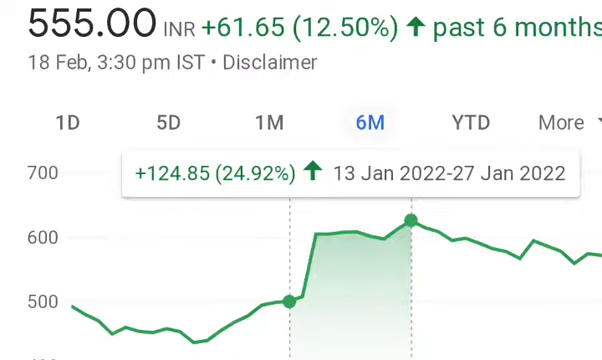 555.00 INR +61.65 (12.50%) ↑ past 6 months
18 Feb, 3:30 pm IST • Disclaimer
1D 5D 1M 6M YTD More
+124.85 (24.92%) ↑ 13 Jan 2022-27 Jan 2022
700
600
500